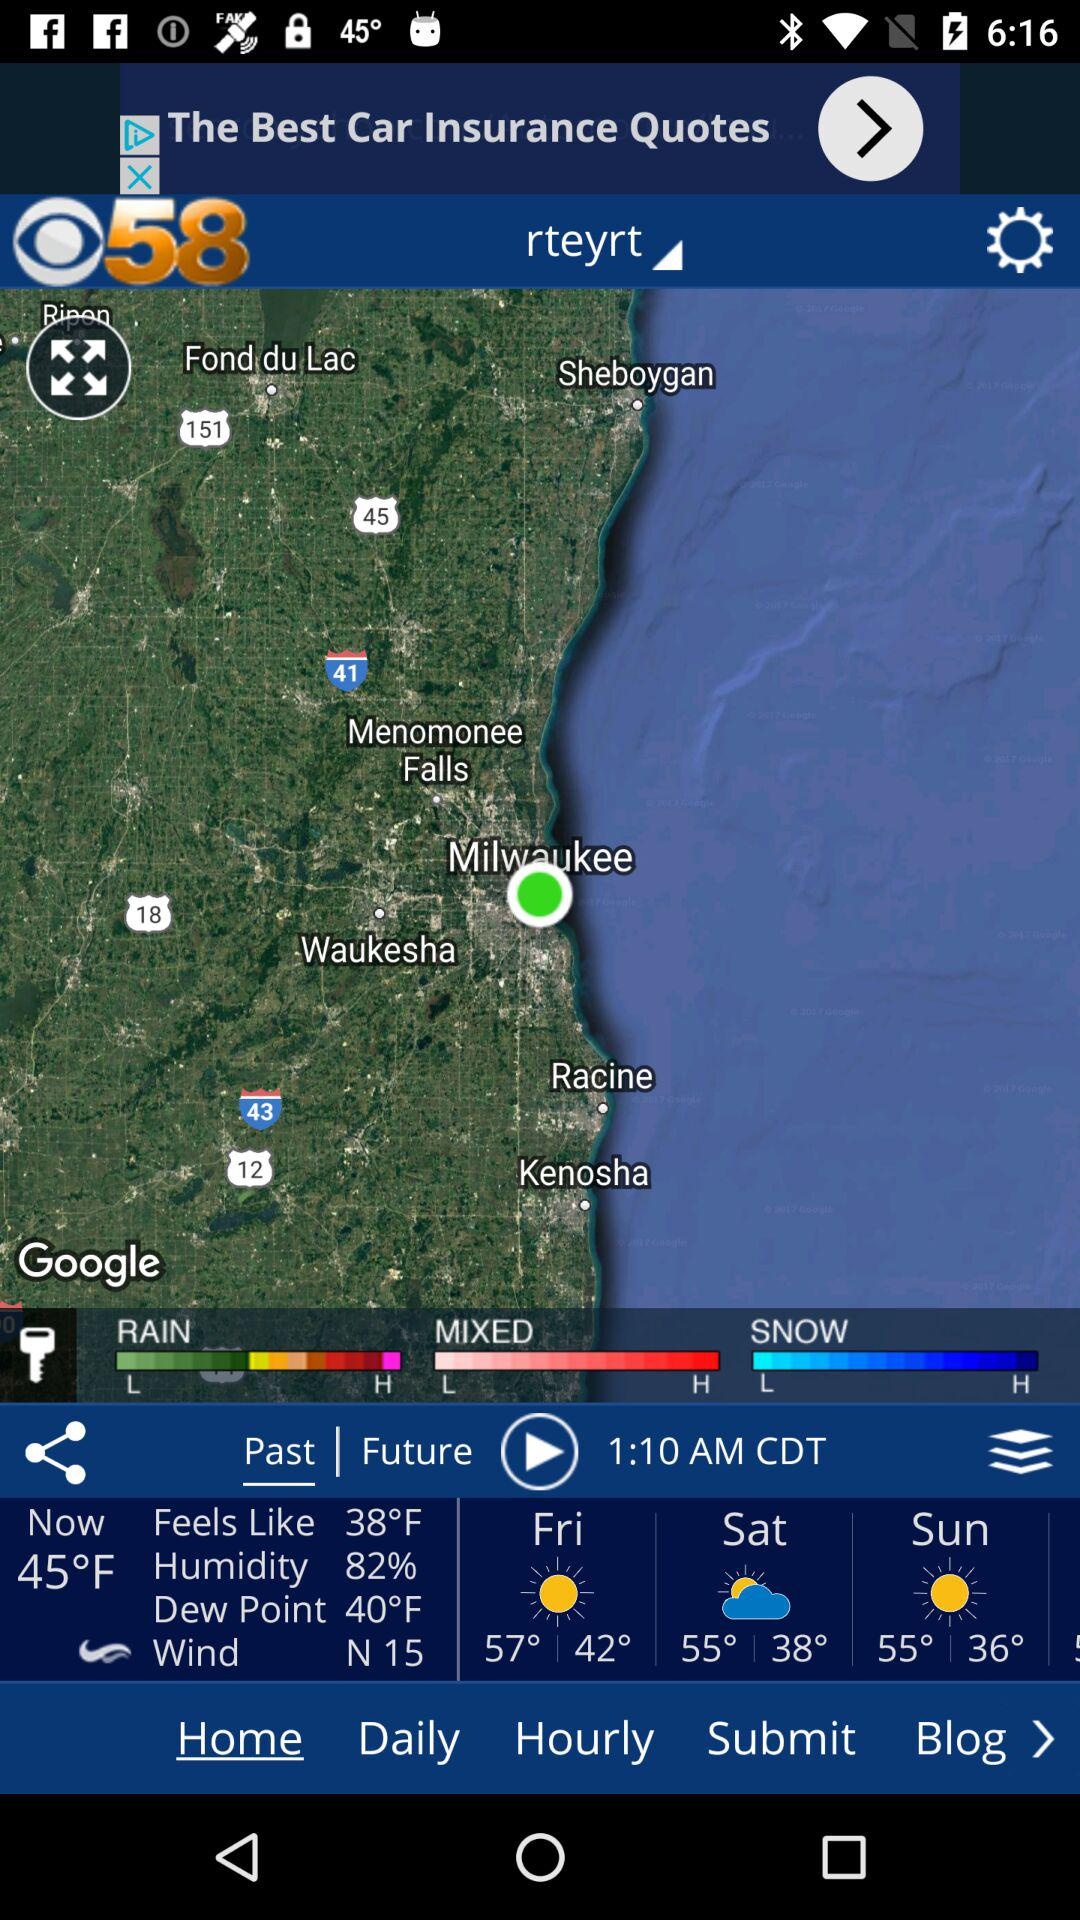 FAKE 45° 6:16
The Best Car Insurance Quotes
58 rteyrt
Ripon
Fond du Lac
Sheboygan
151
45
41
Menomonee
Falls
Milwaukee
18
Waukesha
Racine
43
12
Kenosha
Google
RAIN MIXED SNOW
L H L H L H
Past Future 1:10 AM CDT
Now Feels Like 38°F Fri Sat Sun
45°F Humidity 82%
Dew Point 40°F
Wind N 15 57° 42° 55° 38° 55° 36°
Home Daily Hourly Submit Blog